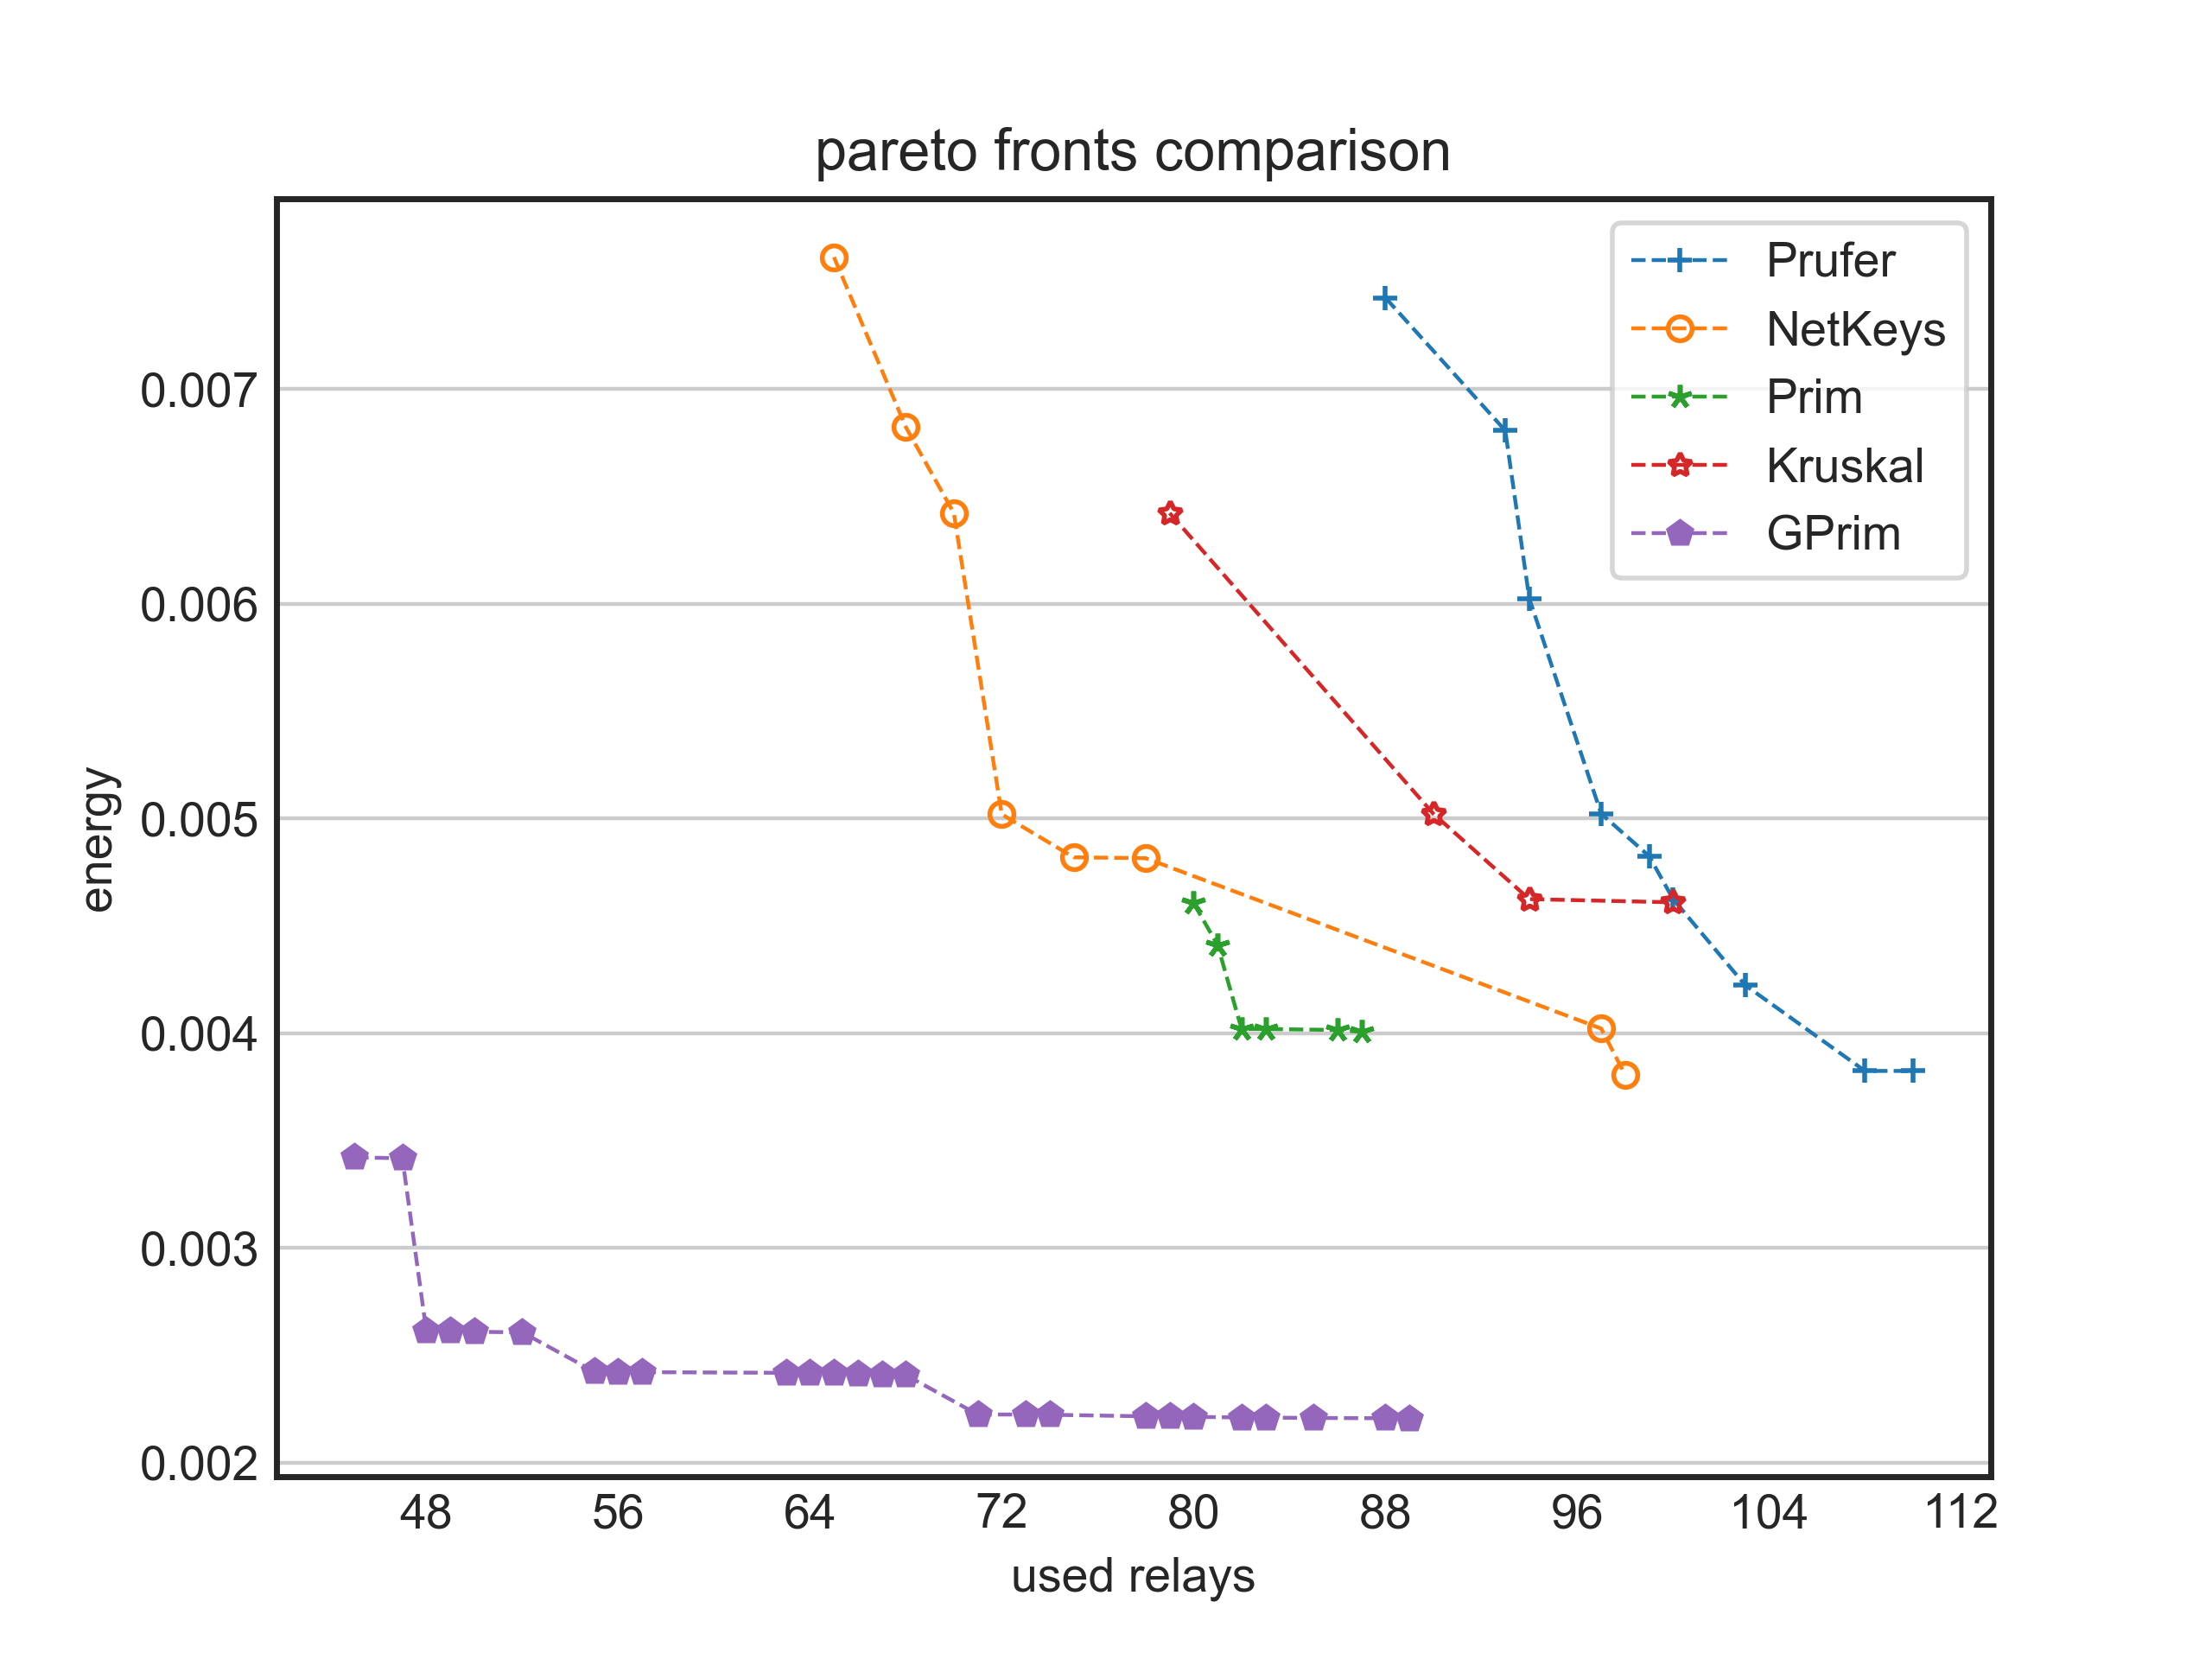 pareto fronts comparison
Prufer
NetKeys
Prim
Kruskal
GPrim
energy
0.007
0.006
0.005
0.004
0.003
0.002
48 56 64 72 80 88 96 104 112
used relays